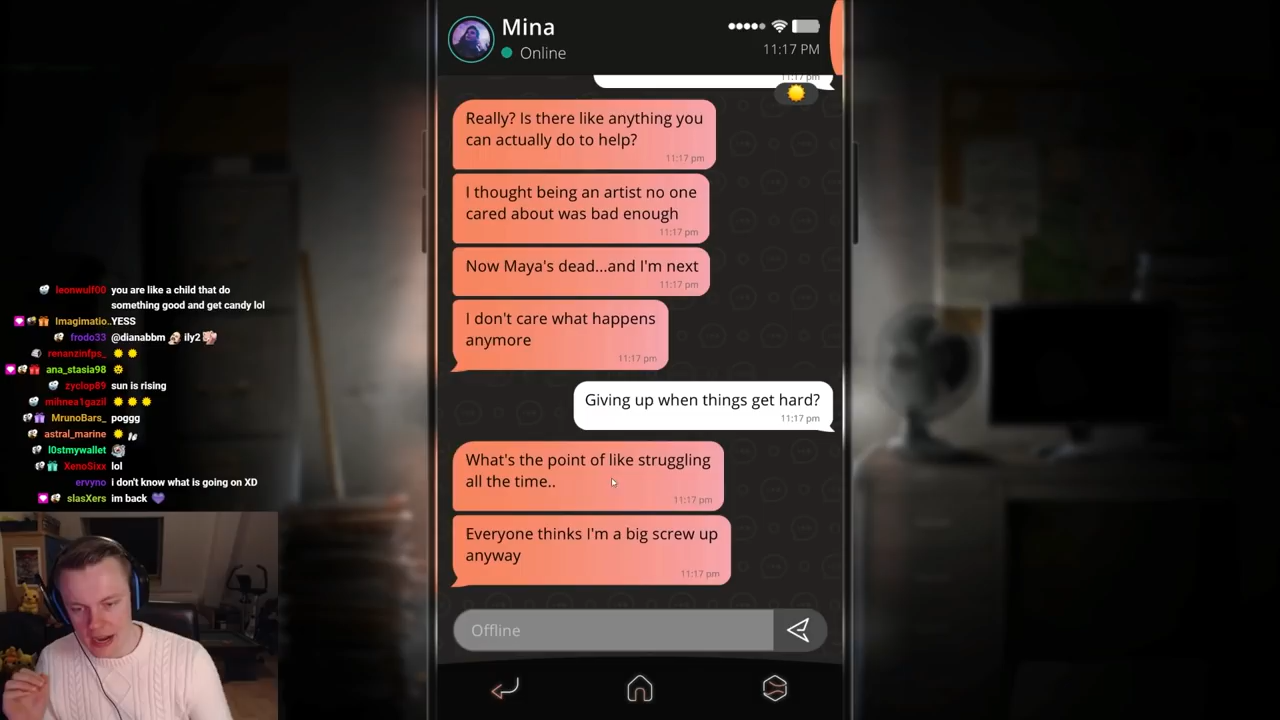 Mina
Online
11:17 PM
11:17 pm
Really? Is there like anything you
can actually do to help?
11:17 pm
I thought being an artist no one
cared about was bad enough
11:17 pm
Now Maya's dead...and I'm next
11:17 pm
I don't care what happens
anymore
11:17 pm
Giving up when things get hard?
11:17 pm
What's the point of like struggling
all the time..
11:17 pm
Everyone thinks I'm a big screw up
anyway
11:17 pm
Offline
leonwulf00 you are like a child that do
something good and get candy lol
Imagimatio.. YESS
frodo33 @dianabbm ily2
renanzinfps_
ana_stasia98
zyclop89 sun is rising
mihnea1gazil
MrunoBars_ poggg
astral_marine
l0stmywallet
XenoSixx lol
ervyno i don't know what is going on XD
slasXers im back